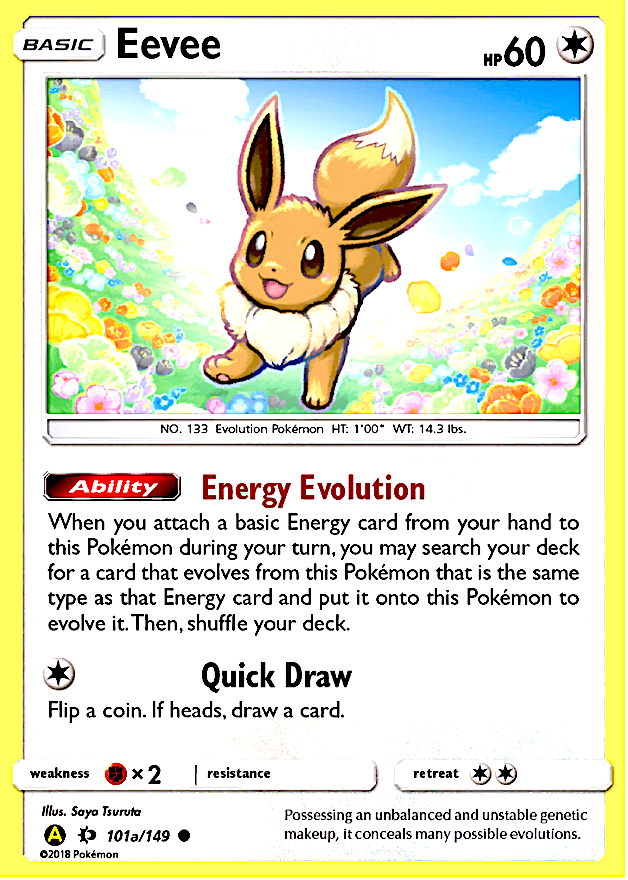 BASIC Eevee HP60
NO. 133 Evolution Pokémon HT: 1'00" WT: 14.3 lbs.
Ability Energy Evolution
When you attach a basic Energy card from your hand to
this Pokémon during your turn, you may search your deck
for a card that evolves from this Pokémon that is the same
type as that Energy card and put it onto this Pokémon to
evolve it. Then, shuffle your deck.
Quick Draw
Flip a coin. If heads, draw a card.
weakness ×2 resistance retreat
Illus. Saya Tsuruta
A 101a/149
©2018 Pokémon
Possessing an unbalanced and unstable genetic
makeup, it conceals many possible evolutions.